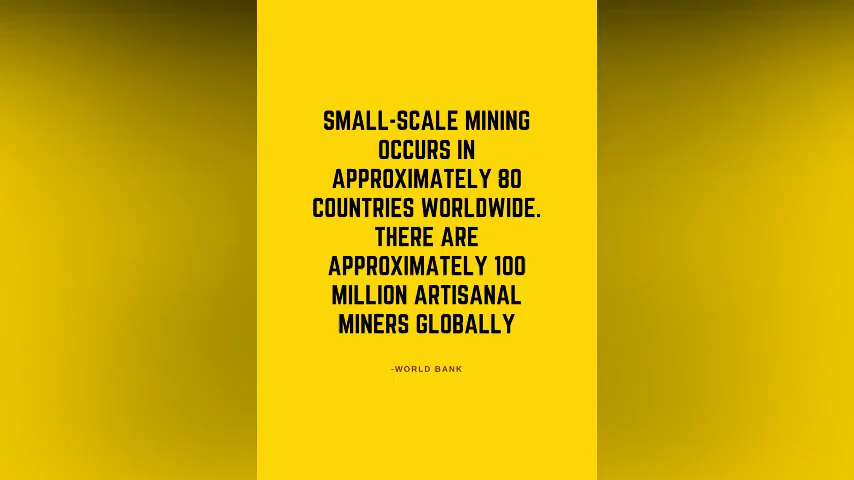 SMALL-SCALE MINING
OCCURS IN
APPROXIMATELY 80
COUNTRIES WORLDWIDE.
THERE ARE
APPROXIMATELY 100
MILLION ARTISANAL
MINERS GLOBALLY
-WORLD BANK